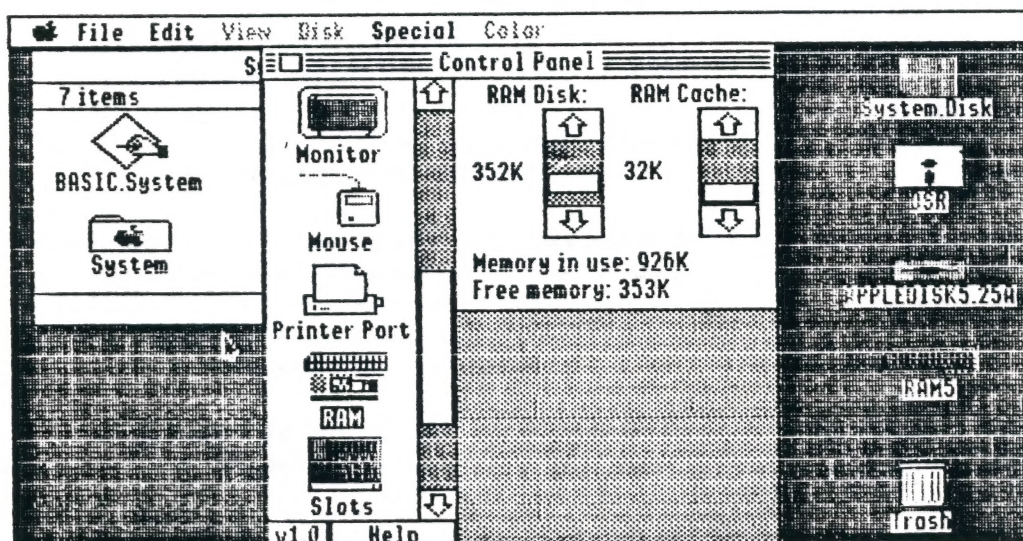 File Edit View Disk Special Color
S
7 items
BASIC.System
System
Control Panel
Monitor
Mouse
Printer Port
RAM
Slots
v1.0 Help
RAM Disk:
352K
RAM Cache:
32K
Memory in use: 926K
Free memory: 353K
System.Disk
OSR
APPLEDISK5.25A
RAM5
Trash